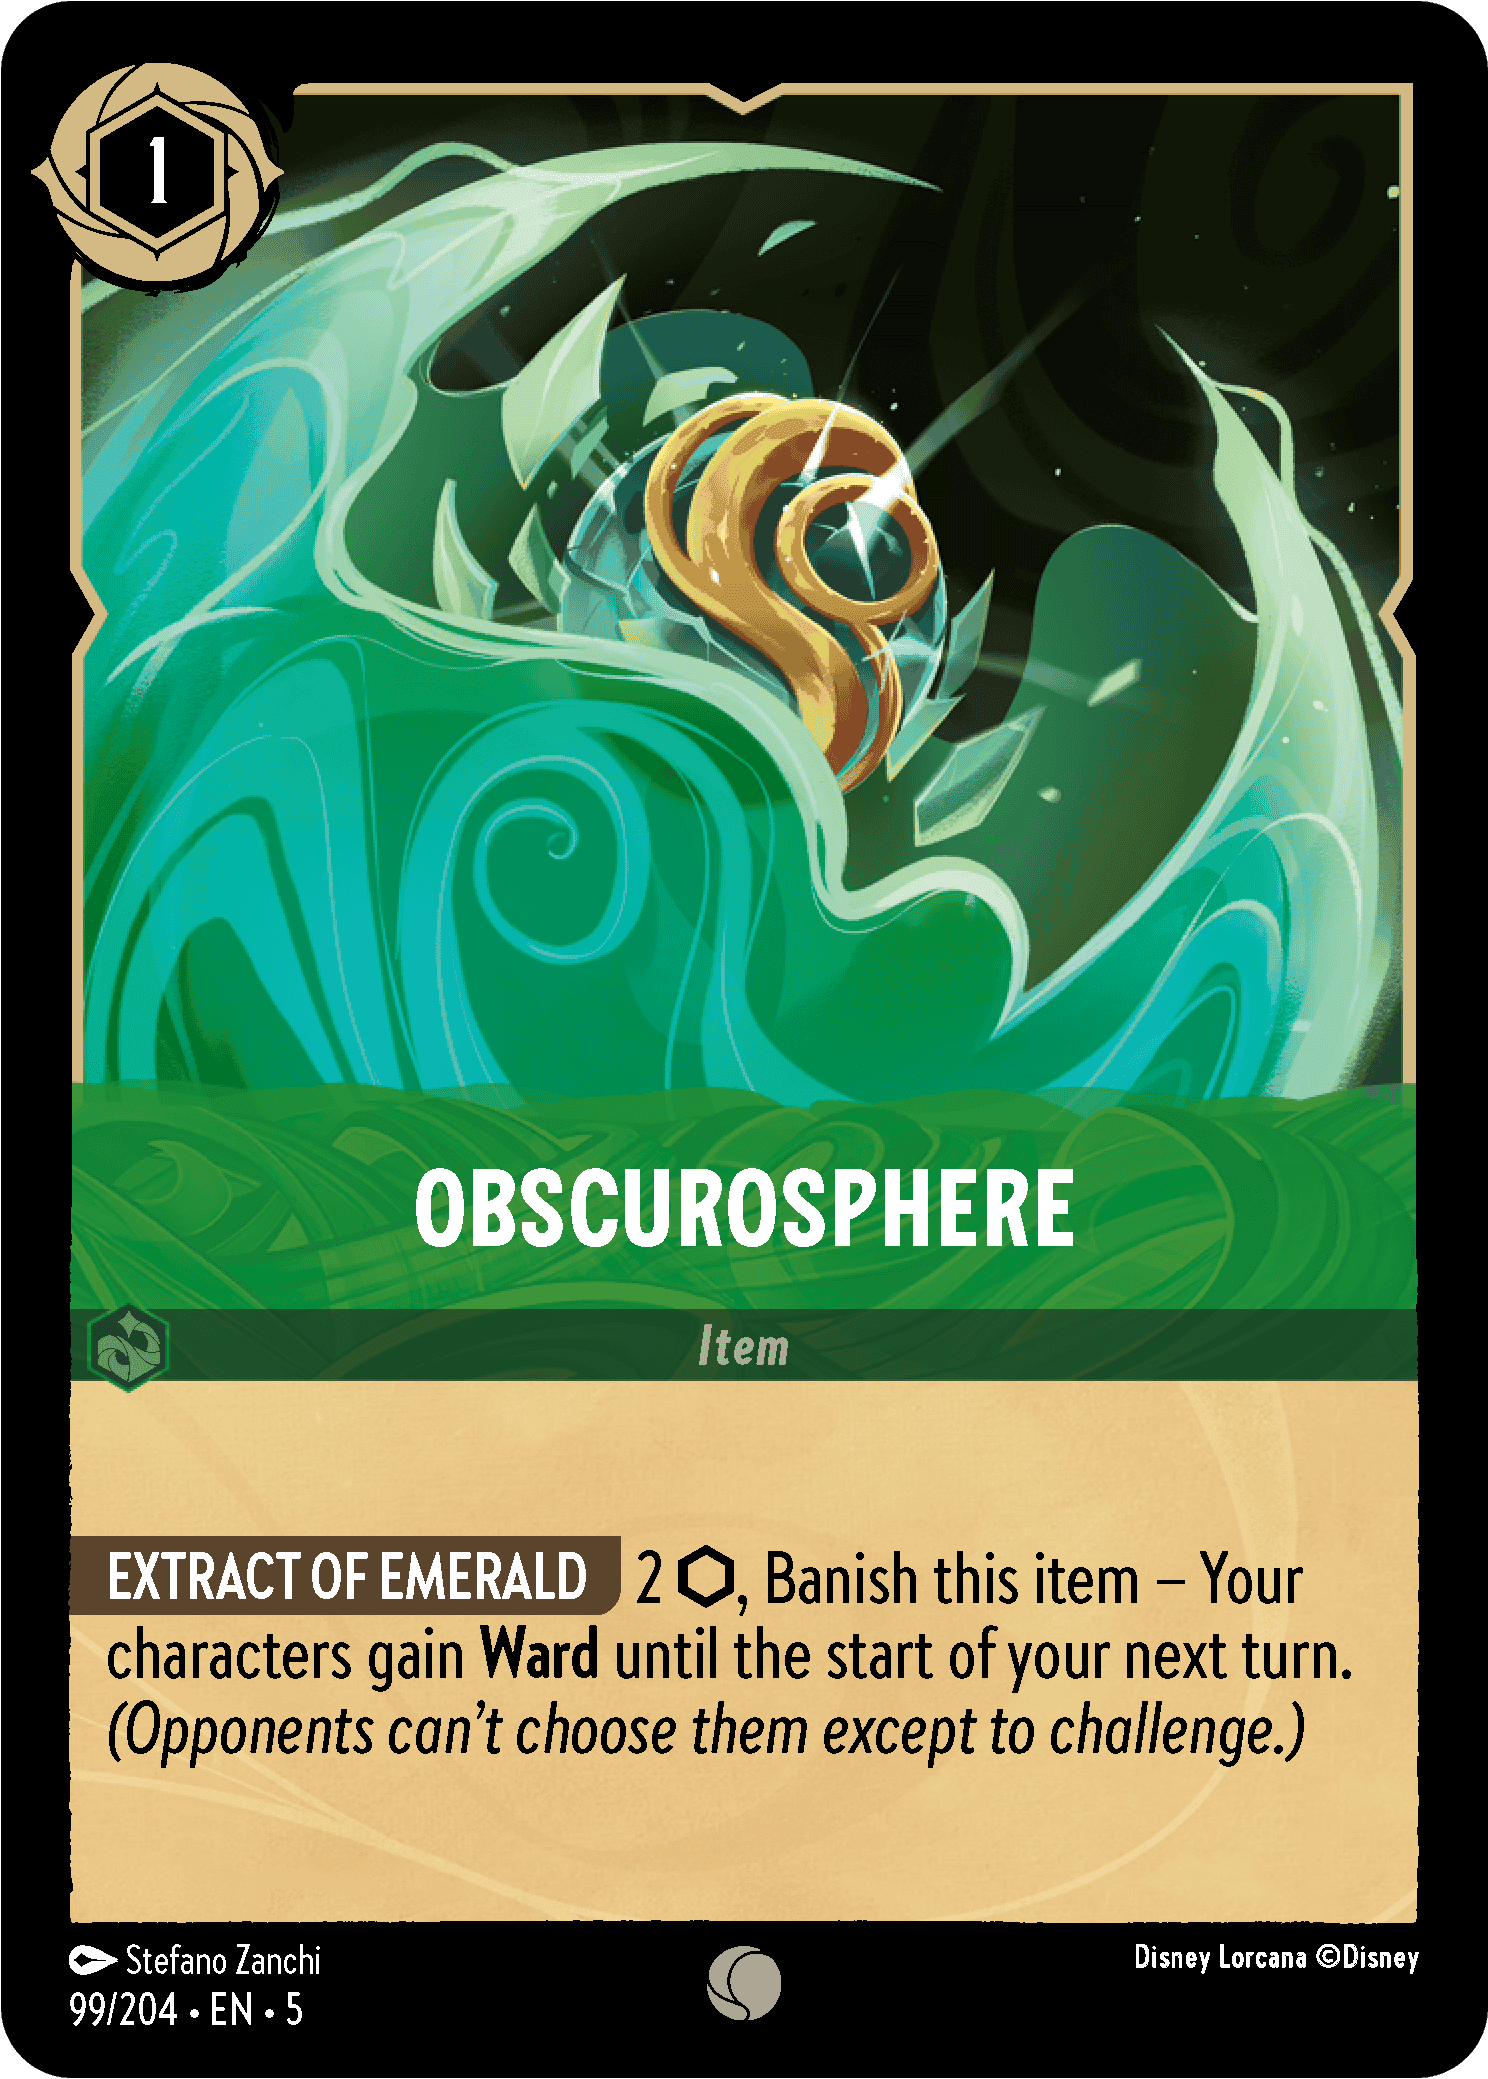 1
OBSCUROSPHERE
Item
EXTRACT OF EMERALD 2 ⬡, Banish this item – Your
characters gain Ward until the start of your next turn.
(Opponents can’t choose them except to challenge.)
Stefano Zanchi
Disney Lorcana ©Disney
99/204 • EN • 5